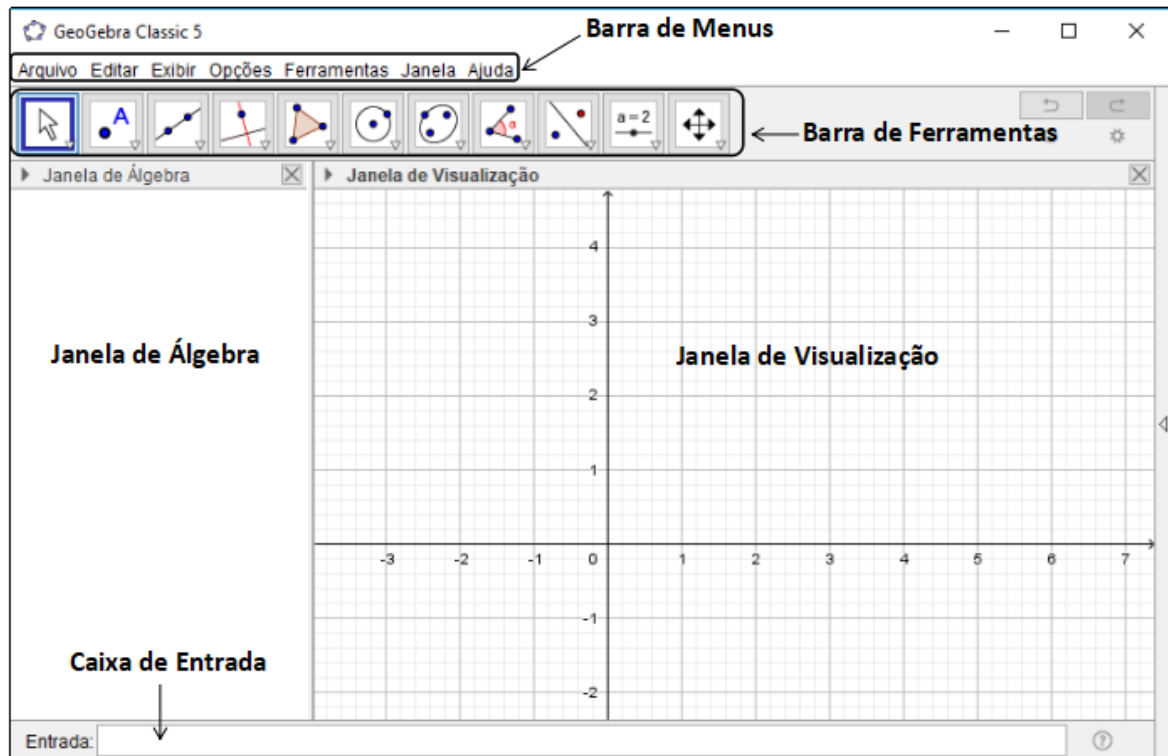 GeoGebra Classic 5
Barra de Menus
Arquivo Editar Exibir Opções Ferramentas Janela Ajuda
A
α
a = 2
Barra de Ferramentas
Janela de Álgebra
Janela de Visualização
4
3
Janela de Álgebra
Janela de Visualização
2
1
-3 -2 -1 0 1 2 3 4 5 6 7
-1
Caixa de Entrada
-2
Entrada:
?